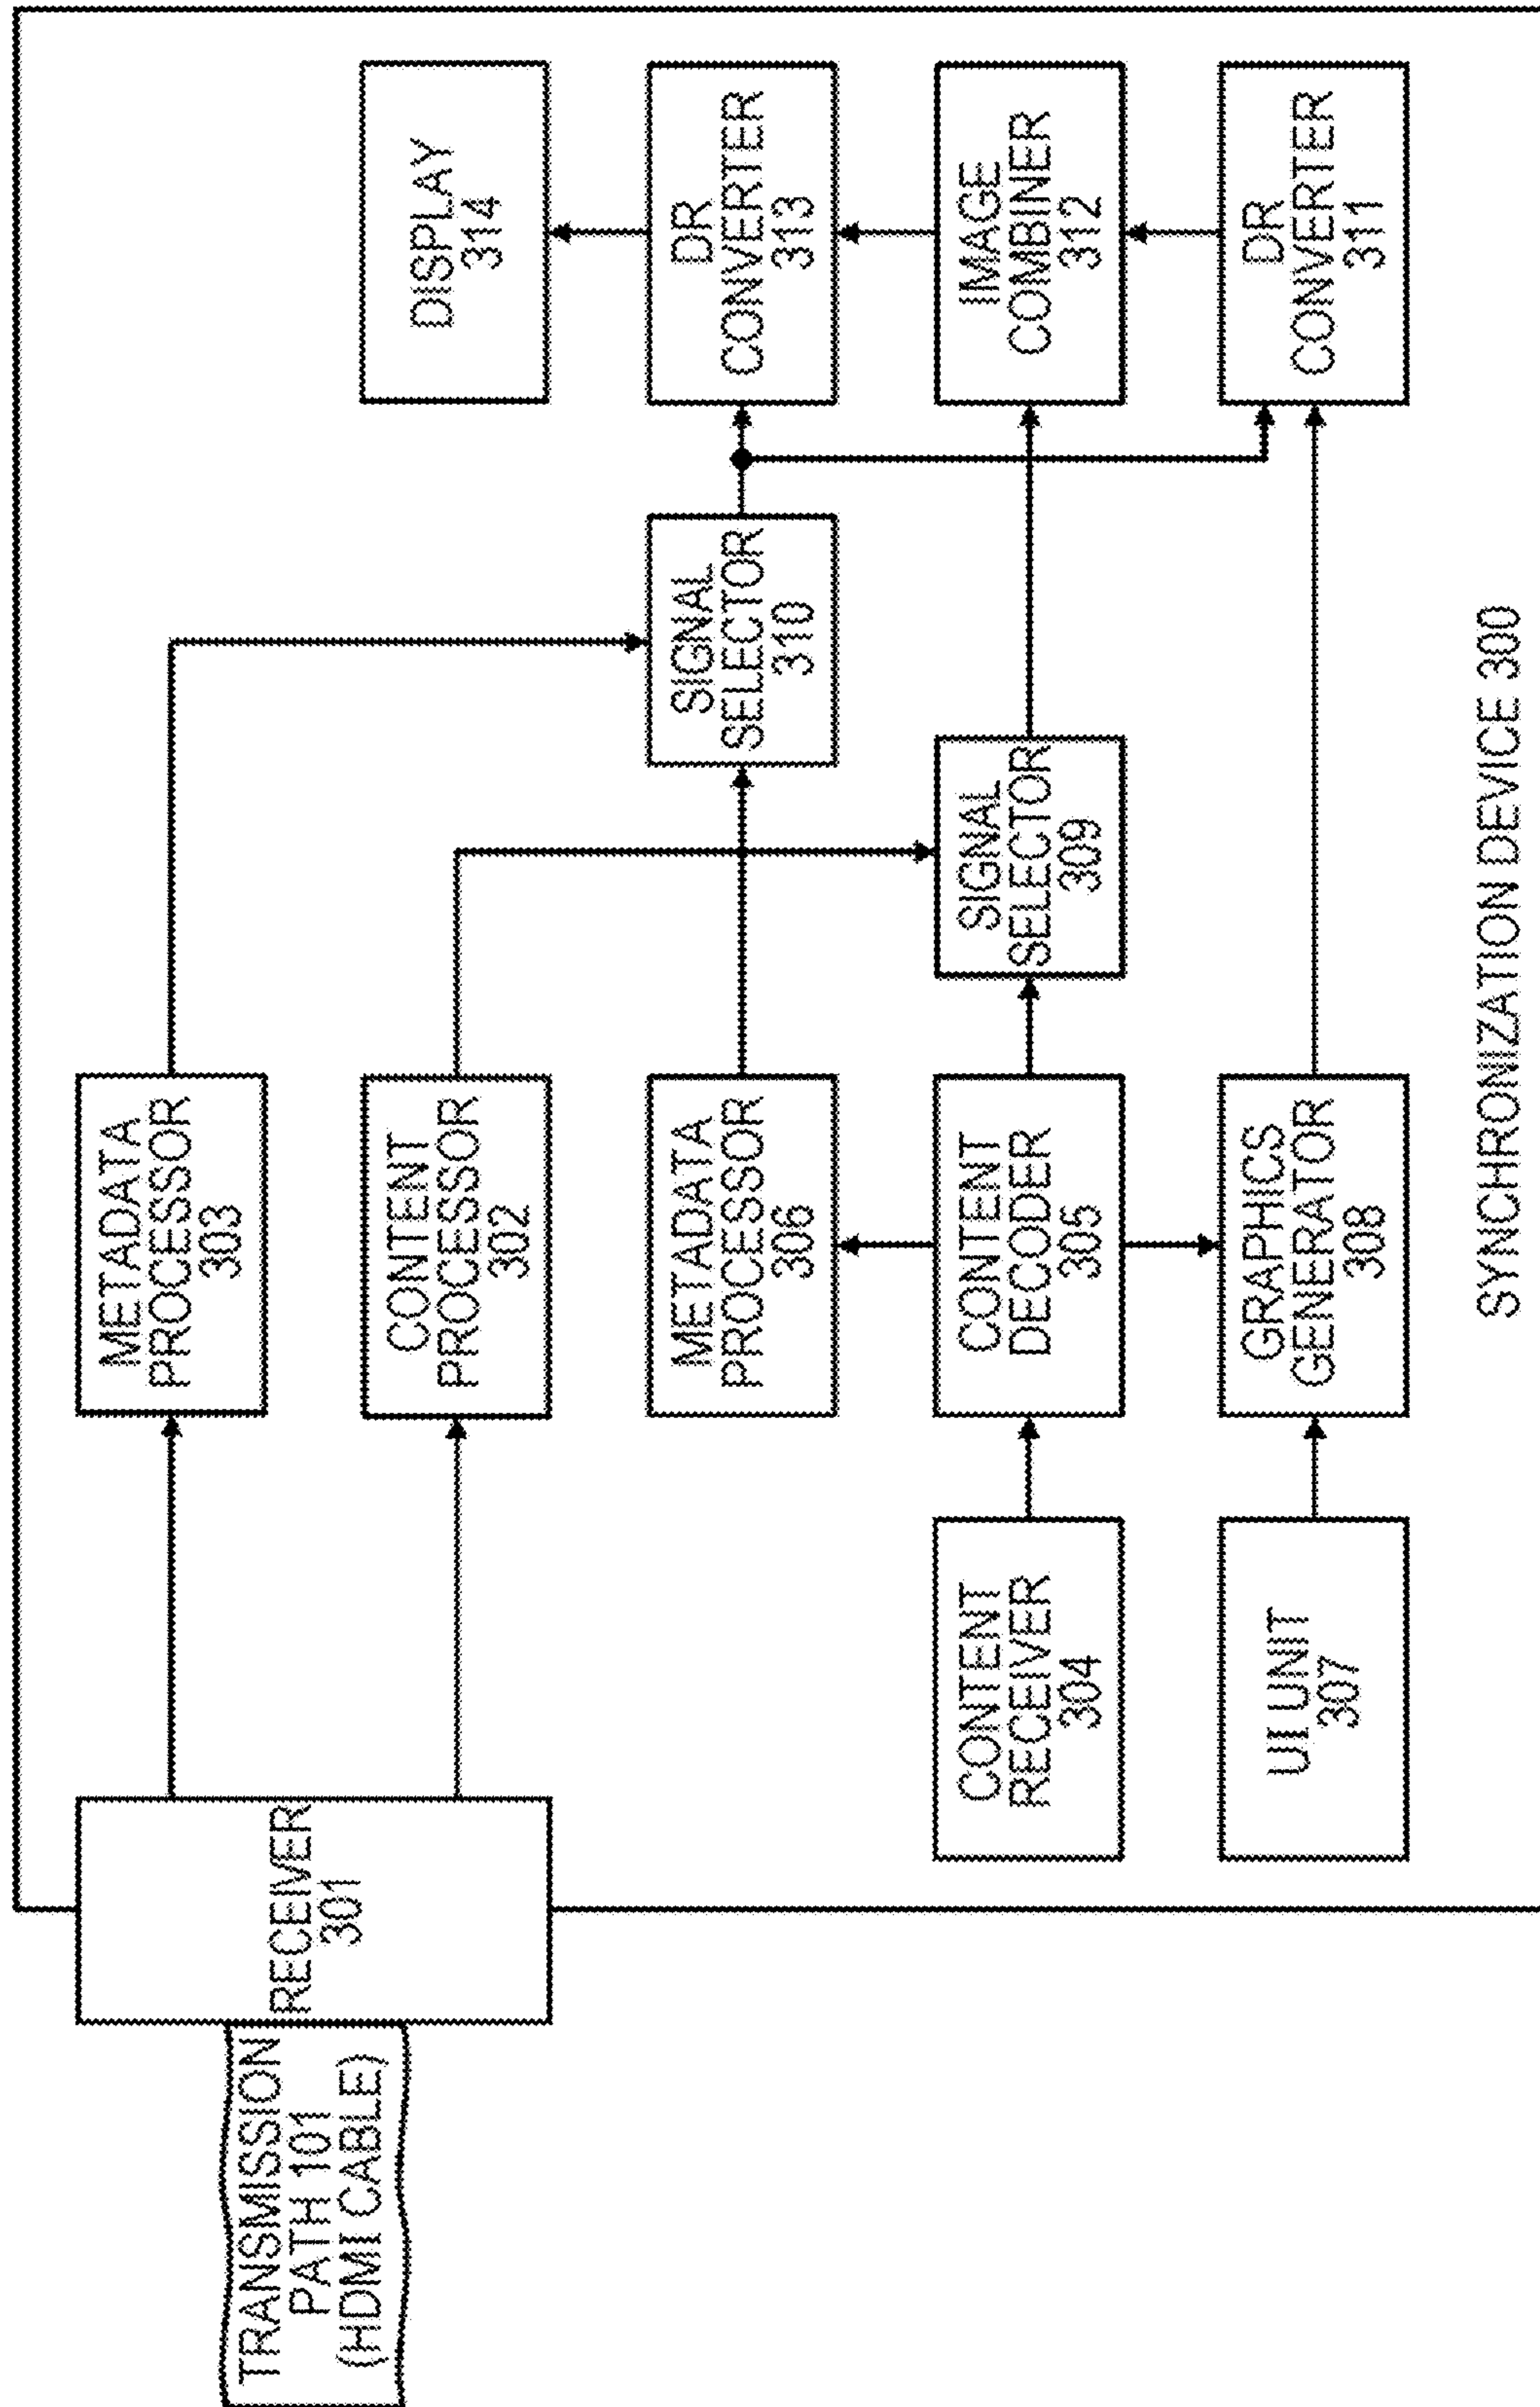 TRANSMISSION
PATH 101
(HDMI CABLE)
RECEIVER
301
METADATA
PROCESSOR
303
CONTENT
PROCESSOR
302
METADATA
PROCESSOR
306
CONTENT
RECEIVER
304
CONTENT
DECODER
305
UI UNIT
307
GRAPHICS
GENERATOR
308
SIGNAL
SELECTOR
310
SIGNAL
SELECTOR
309
DISPLAY
314
DR
CONVERTER
313
IMAGE
COMBINER
312
DR
CONVERTER
311
SYNCHRONIZATION DEVICE 300